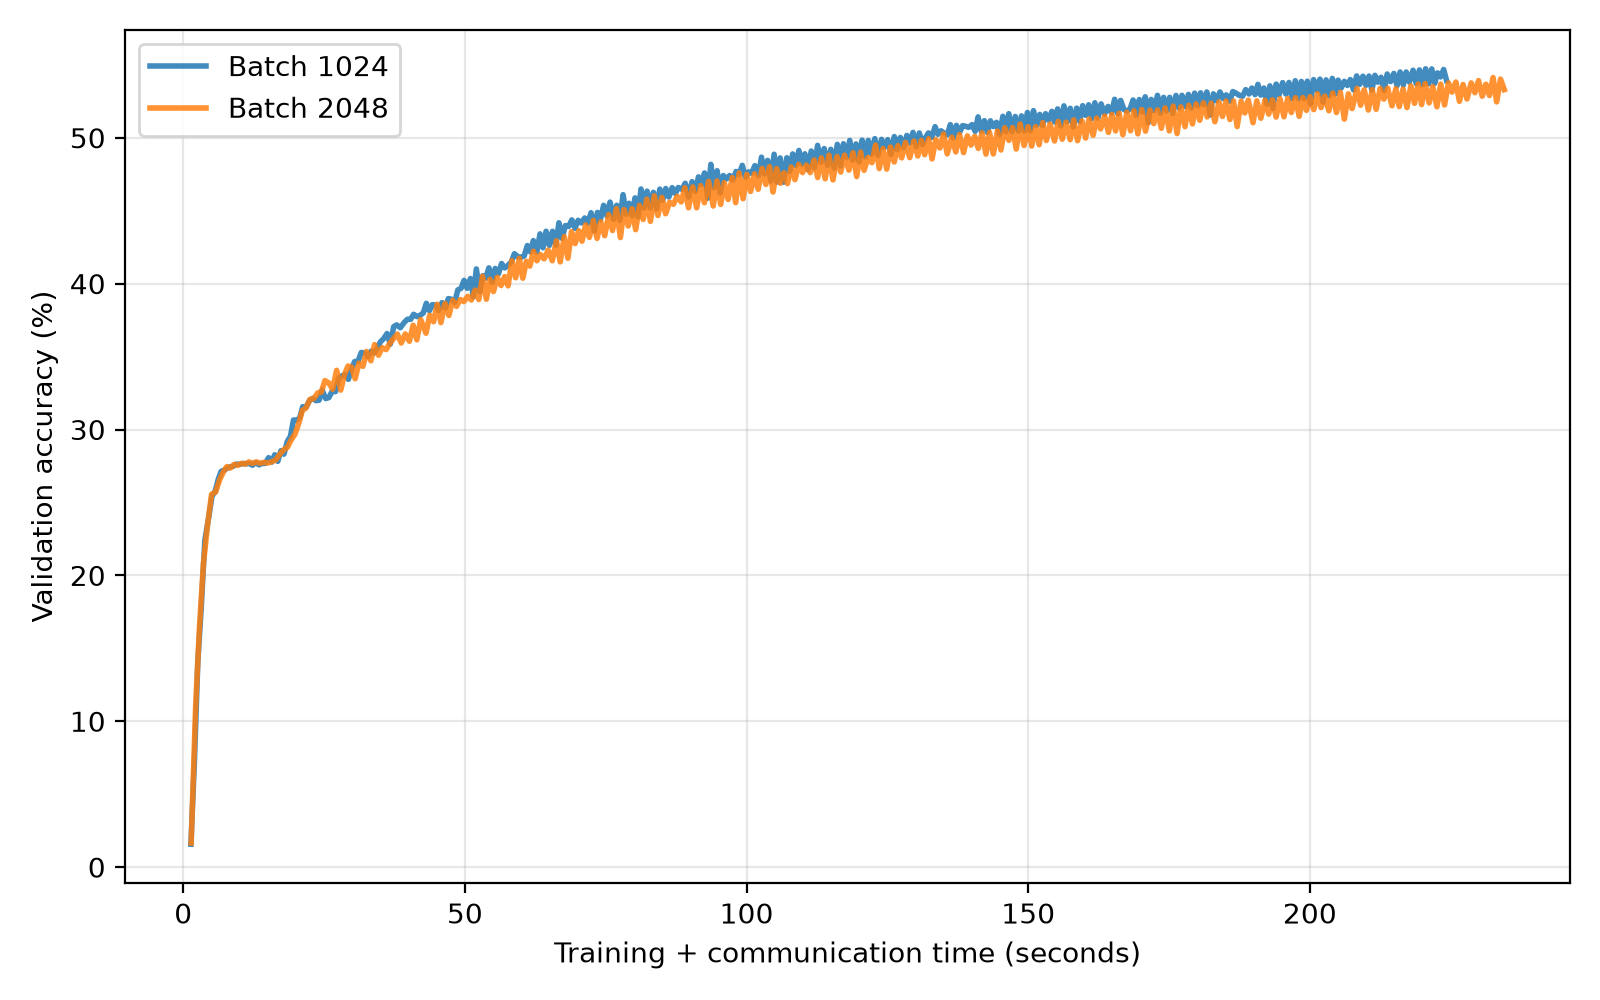 Batch 1024
Batch 2048
Validation accuracy (%)
50
40
30
20
10
0
0 50 100 150 200
Training + communication time (seconds)